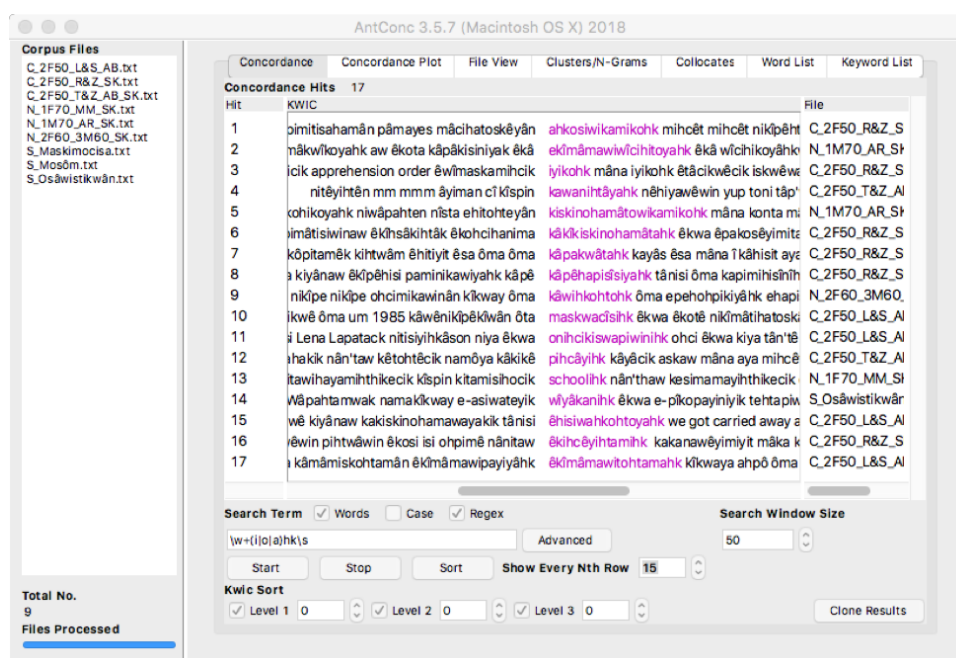 AntConc 3.5.7 (Macintosh OS X) 2018
Corpus Files
C_2F50_L&S_AB.txt
C_2F50_R&Z_SK.txt
C_2F50_T&Z_AB_SK.txt
N_1F70_MM_SK.txt
N_1M70_AR_SK.txt
N_2F60_3M60_SK.txt
S_Maskimocisa.txt
S_Mosôm.txt
S_Osâwistikwân.txt
Total No.
9
Files Processed
Concordance Concordance Plot File View Clusters/N-Grams Collocates Word List Keyword List
Concordance Hits 17
Hit KWIC File
1 pimitisahamân pâmayes mâcihatoskêyân ahkosiwikamikohk mihcêt mihcêt nikîpêht C_2F50_R&Z_S
2 mâkwîkoyahk aw êkota kâpâkisiniyak êkâ ekîmâmawiwîcihitoyahk êkâ wîcihikoyâhk N_1M70_AR_SK
3 icik apprehension order êwîmaskamihcik iyikohk mâna iyikohk êtâcikwêcik iskwêwa C_2F50_R&Z_S
4 nitêyihtên mm mmm âyiman cî kîspin kawanihtâyahk nêhiyawêwin yup toni tâp' C_2F50_T&Z_AI
5 kohikoyahk niwâpahten nîsta ehitohteyân kiskinohamâtowikamikohk mâna konta N_1M70_AR_SK
6 pimâtisiwinaw êkîhsâkihtâk êkohcihanima kâkîkiskinohamâtahk êkwa êpakosêyimita C_2F50_R&Z_S
7 kôpitamêk kihtwâm êhitiyit êsa ôma ôma kâpakwâtahk kayâs êsa mâna î kâhisit aya C_2F50_R&Z_S
8 a kiyânaw êkîpêhisi paminikawiyahk kâpê kâpêhapisîsiyahk tânisi ôma kapimihisînîh C_2F50_R&Z_S
9 nikîpe nikîpe ohcimikawinân kîkway ôma kâwihkohtohk ôma epehohpikiyâhk ehapi N_2F60_3M60_
10 ikwê ôma um 1985 kâwênikîpêkîwân ôta maskwacîsihk êkwa êkotê nikîmâtihatoskâ C_2F50_L&S_AI
11 si Lena Lapatack nitisiyihkâson niya êkwa onihcikiswapiwinihk ohci êkwa kiya tân'tê C_2F50_L&S_AI
12 ahakik nân'taw kêtohtêcik namôya kâkikê pihcâyihk kâyâcik askaw mâna aya mihcê C_2F50_T&Z_AI
13 itawihayamihthikecik kîspin kitamisihocik schoolihk nân'thaw kesimamayihthikecik N_1F70_MM_SK
14 Wâpahtamwak namakîkway e-asiwateyik wîyâkanihk êkwa e-pîkopayiniyik tehtapiw S_Osâwistikwân
15 wê kiyânaw kakiskinohamawayakik tânisi êhisiwahkohtoyahk we got carried away a C_2F50_L&S_AI
16 êwin pihtwâwin êkosi isi ohpimê nânitaw êkihcêyihtamihk kakanawêyimiyit mâka k C_2F50_R&Z_S
17 kâmâmiskohtamân êkîmâmawipayiyâhk êkîmâmawitohtamahk kîkwaya ahpô ôma C_2F50_L&S_AI
Search Term Words Case Regex Search Window Size
\w+(i|o|a)hk\s Advanced 50
Start Stop Sort Show Every Nth Row 15
Kwic Sort
Level 1 0 Level 2 0 Level 3 0 Clone Results